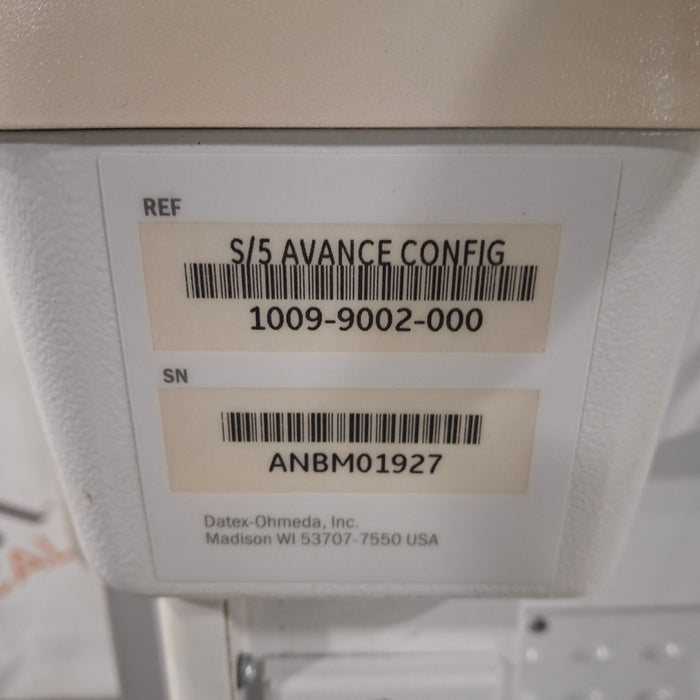 REF
S/5 AVANCE CONFIG
1009-9002-000
SN
ANBM01927
Datex-Ohmeda, Inc.
Madison WI 53707-7550 USA